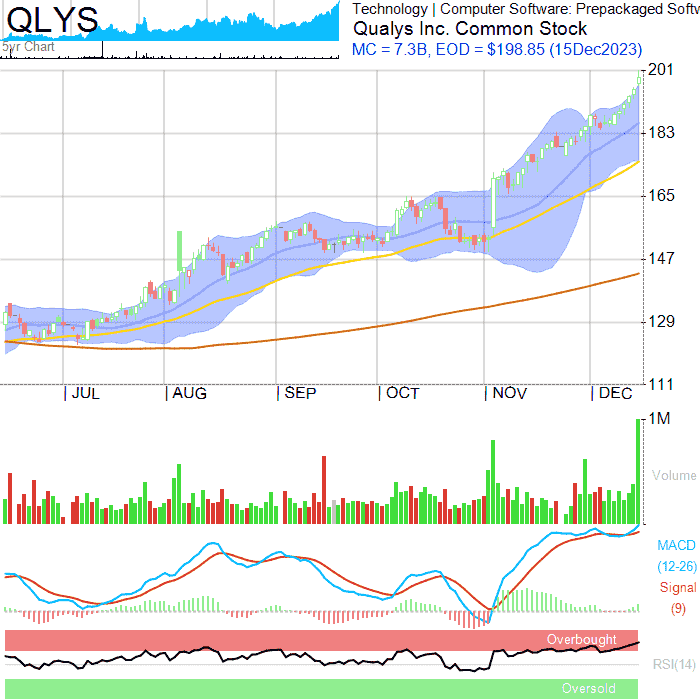 QLYS
5yr Chart
Technology | Computer Software: Prepackaged Softw
Qualys Inc. Common Stock
MC = 7.3B, EOD = $198.85 (15Dec2023)
201
183
165
147
129
111
JUL AUG SEP OCT NOV DEC
1M
Volume
MACD
(12-26)
Signal
(9)
Overbought
RSI(14)
Oversold